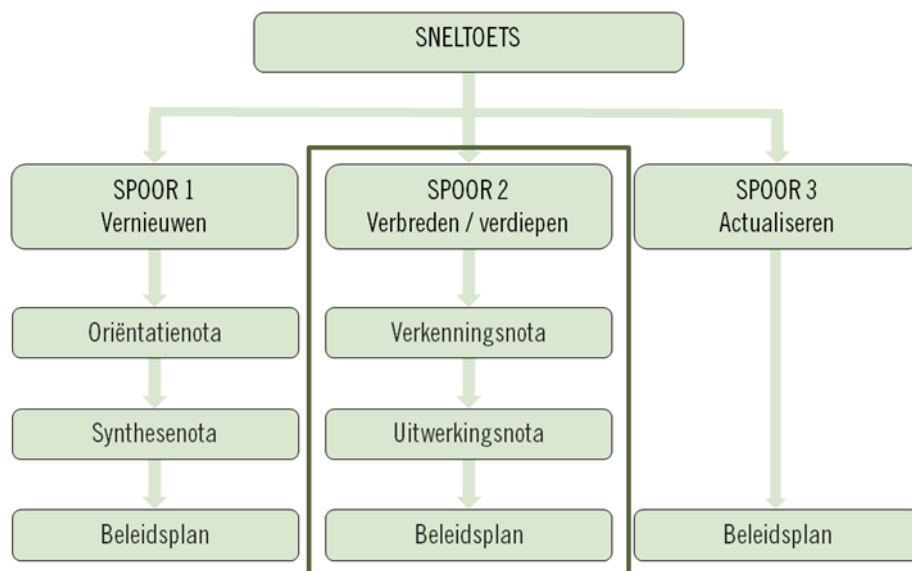 SNELTOETS
SPOOR 1
Vernieuwen
SPOOR 2
Verbreden / verdiepen
SPOOR 3
Actualiseren
Oriëntatienota
Verkenningsnota
Synthesenota
Uitwerkingsnota
Beleidsplan
Beleidsplan
Beleidsplan